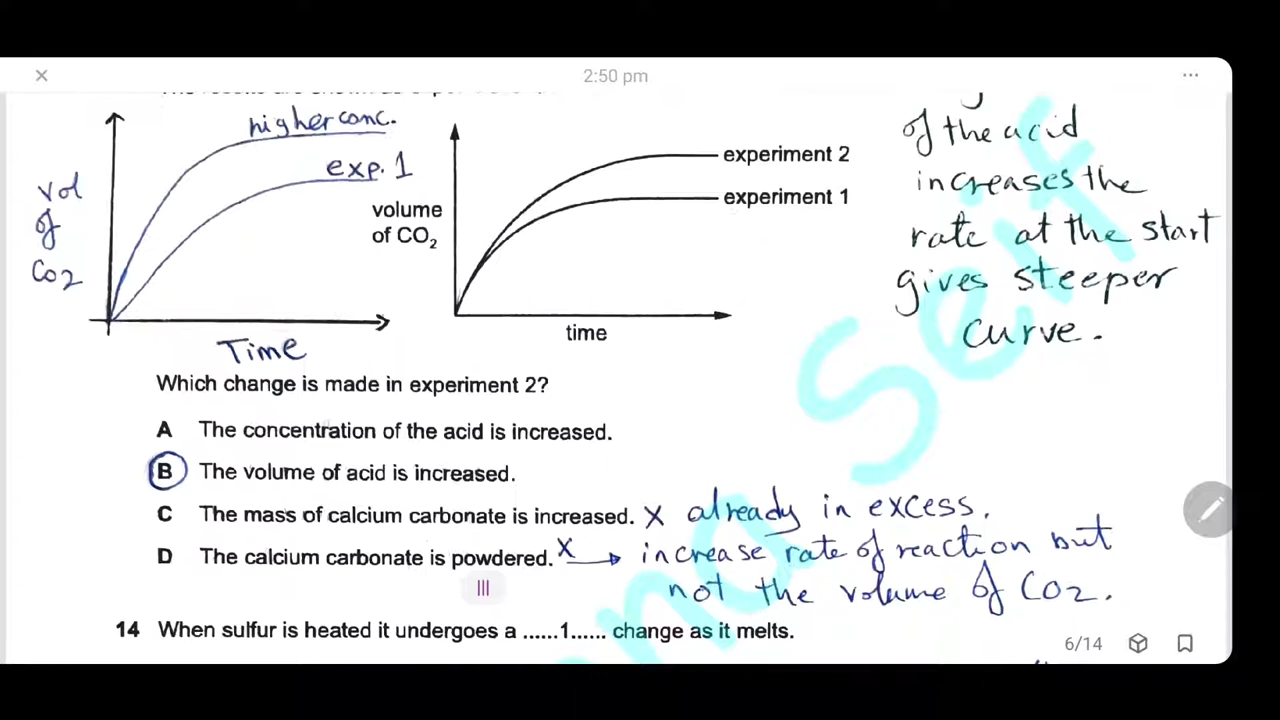 2:50 pm
higher conc.
exp. 1
vol
of
CO2
Time
volume
of CO2
experiment 2
experiment 1
time
of the acid
increases the
rate at the start
gives steeper
curve.
Which change is made in experiment 2?
A The concentration of the acid is increased.
B The volume of acid is increased.
C The mass of calcium carbonate is increased. X already in excess.
D The calcium carbonate is powdered. X → increase rate of reaction but
not the volume of CO2.
14 When sulfur is heated it undergoes a ......1...... change as it melts.
6/14
Seif